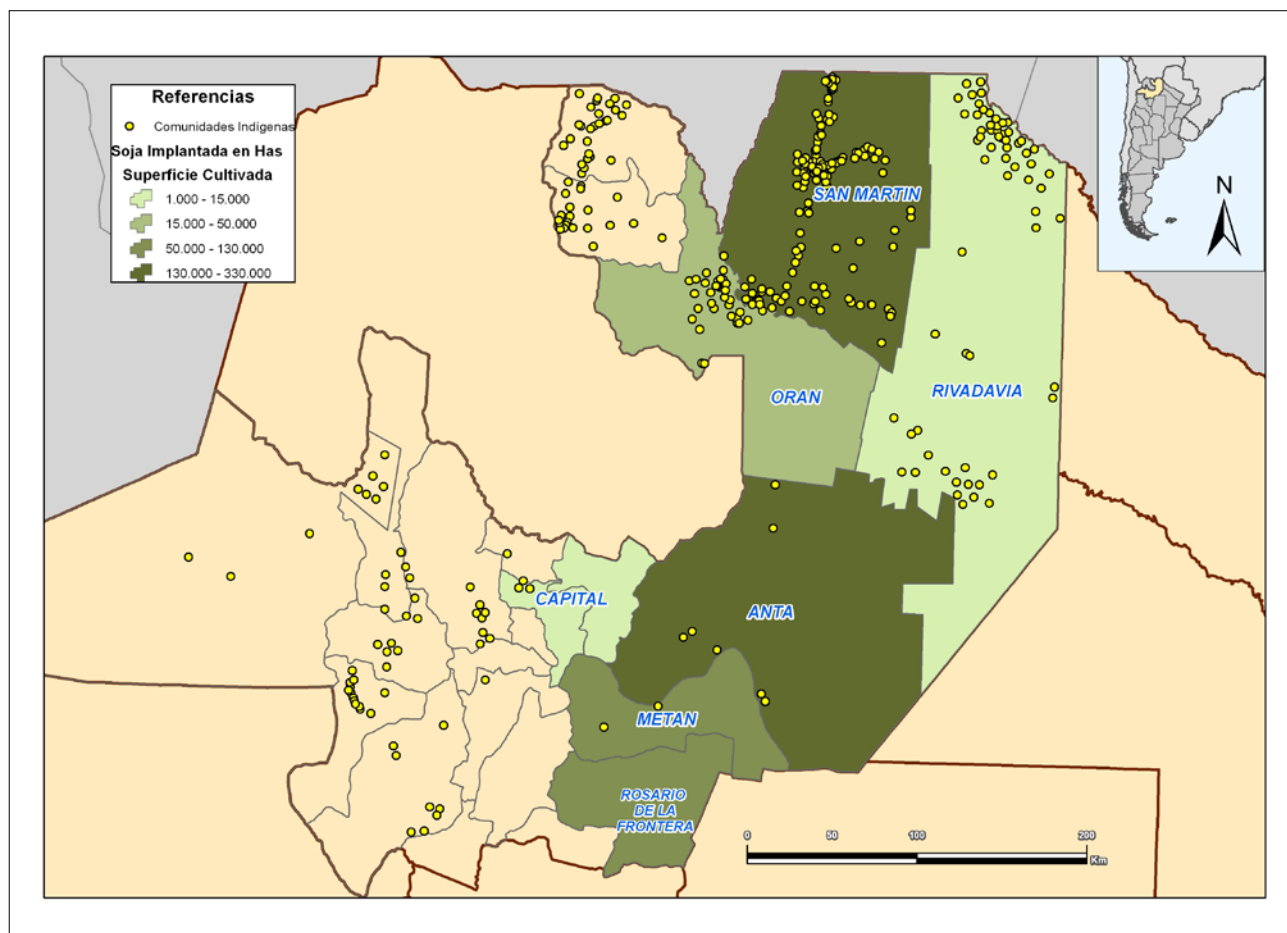 Referencias
Comunidades Indígenas
Soja Implantada en Has
Superficie Cultivada
1.000 - 15.000
15.000 - 50.000
50.000 - 130.000
130.000 - 330.000
N
SAN MARTIN
ORAN
RIVADAVIA
CAPITAL
ANTA
METAN
ROSARIO
DE LA
FRONTERA
0 50 100 200
Km